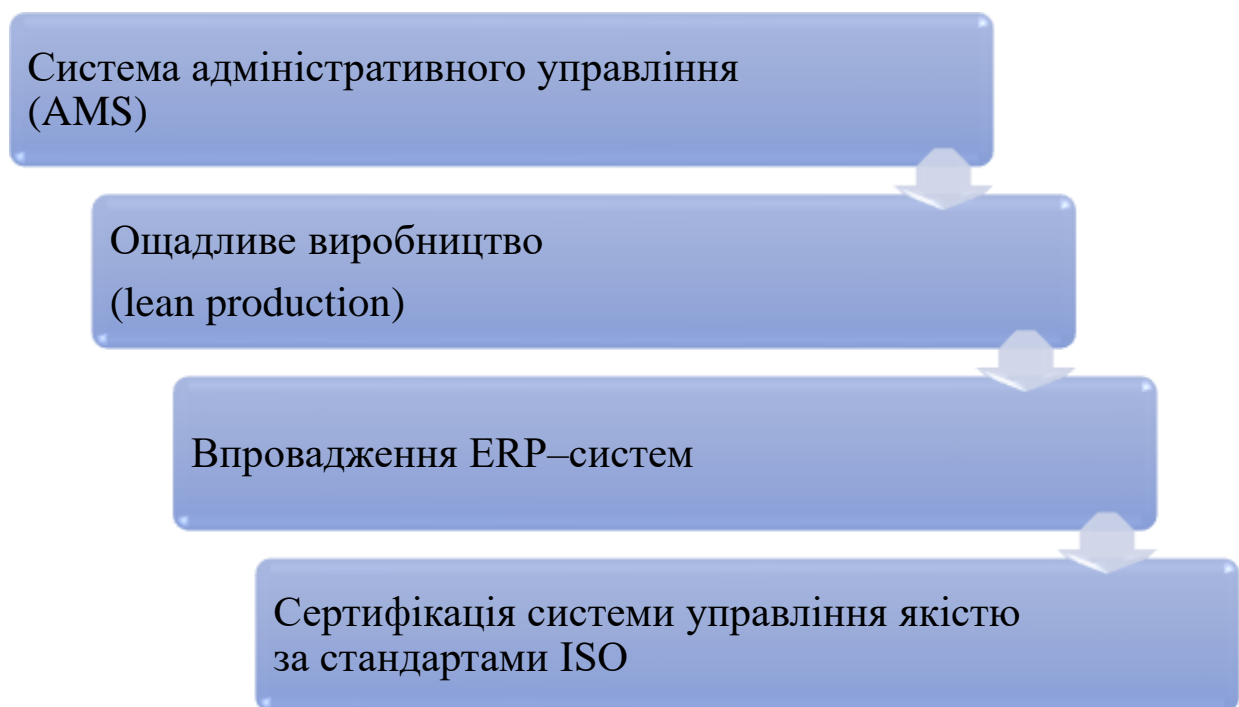 Система адміністративного управління
(AMS)
Ощадливе виробництво
(lean production)
Впровадження ERP–систем
Сертифікація системи управління якістю
за стандартами ISO